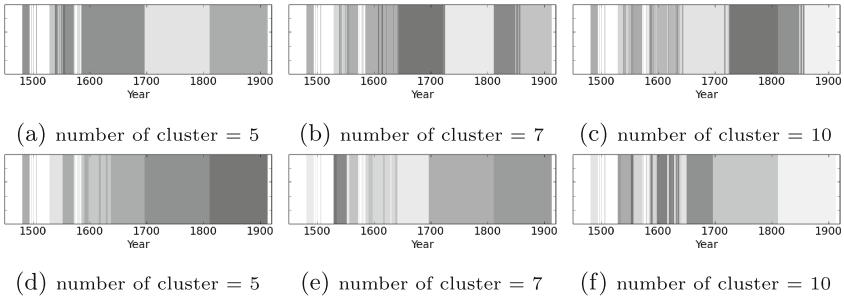 1500 1600 1700 1800 1900 1500 1600 1700 1800 1900 1500 1600 1700 1800 1900
Year Year Year
(a) number of cluster = 5 (b) number of cluster = 7 (c) number of cluster = 10
1500 1600 1700 1800 1900 1500 1600 1700 1800 1900 1500 1600 1700 1800 1900
Year Year Year
(d) number of cluster = 5 (e) number of cluster = 7 (f) number of cluster = 10